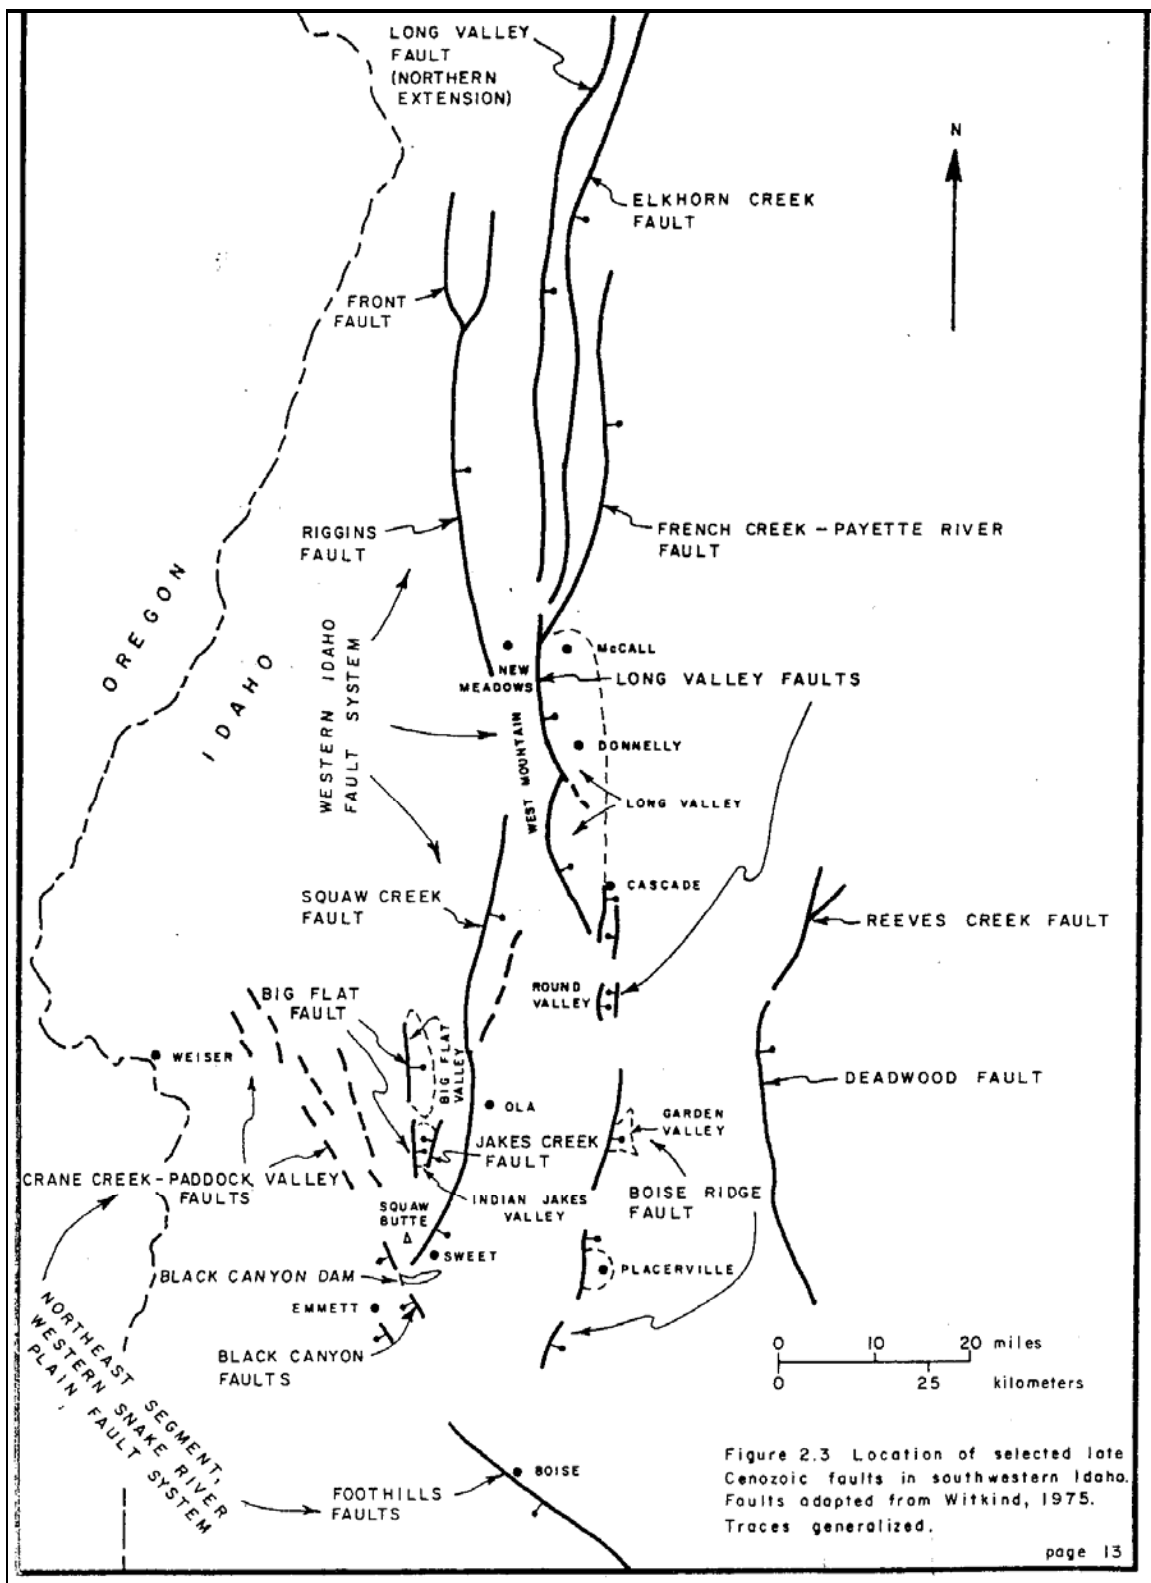 LONG VALLEY
FAULT
(NORTHERN
EXTENSION)
N
ELKHORN CREEK
FAULT
FRONT
FAULT
RIGGINS
FAULT
FRENCH CREEK – PAYETTE RIVER
FAULT
OREGON
IDAHO
WESTERN IDAHO
FAULT SYSTEM
NEW
MEADOWS
McCALL
LONG VALLEY FAULTS
WEST MOUNTAIN
DONNELLY
LONG VALLEY
CASCADE
SQUAW CREEK
FAULT
REEVES CREEK FAULT
BIG FLAT
FAULT
ROUND
VALLEY
WEISER
BIG FLAT
VALLEY
OLA
DEADWOOD FAULT
GARDEN
VALLEY
JAKES CREEK
FAULT
CRANE CREEK – PADDOCK VALLEY
FAULTS
INDIAN JAKES
VALLEY
BOISE RIDGE
FAULT
SQUAW
BUTTE
SWEET
BLACK CANYON DAM
PLACERVILLE
EMMETT
BLACK CANYON
FAULTS
NORTHEAST SEGMENT,
WESTERN SNAKE RIVER
PLAIN FAULT SYSTEM
0 10 20 miles
0 25 kilometers
BOISE
FOOTHILLS
FAULTS
Figure 2.3 Location of selected late
Cenozoic faults in southwestern Idaho.
Faults adapted from Witkind, 1975.
Traces generalized.
page 13